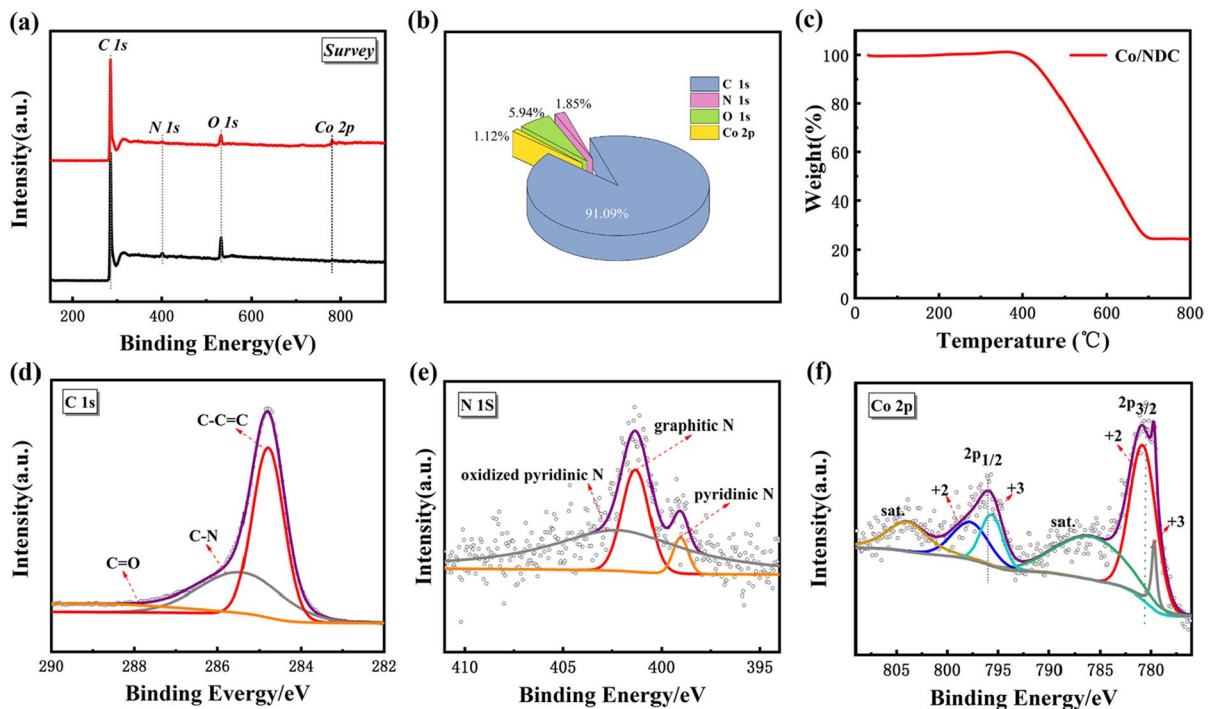 (a)
C 1s
Survey
N 1s
O 1s
Co 2p
Intensity(a.u.)
200
400
600
800
Binding Energy(eV)
(b)
C 1s
N 1s
O 1s
Co 2p
1.85%
5.94%
1.12%
91.09%
(c)
Co/NDC
Weight(%)
100
80
60
40
20
0
0
100
200
300
400
500
600
700
800
Temperature (℃)
(d)
C 1s
C-C=C
C-N
C=O
Intensity(a.u.)
290
288
286
284
282
Binding Evergy/eV
(e)
N 1S
graphitic N
oxidized pyridinic N
pyridinic N
Intensity(a.u.)
410
405
400
395
Binding Energy/eV
(f)
Co 2p
2p3/2
+2
2p1/2
+2
+3
sat.
sat.
+3
Intensity(a.u.)
805
800
795
790
785
780
Binding Energy/eV